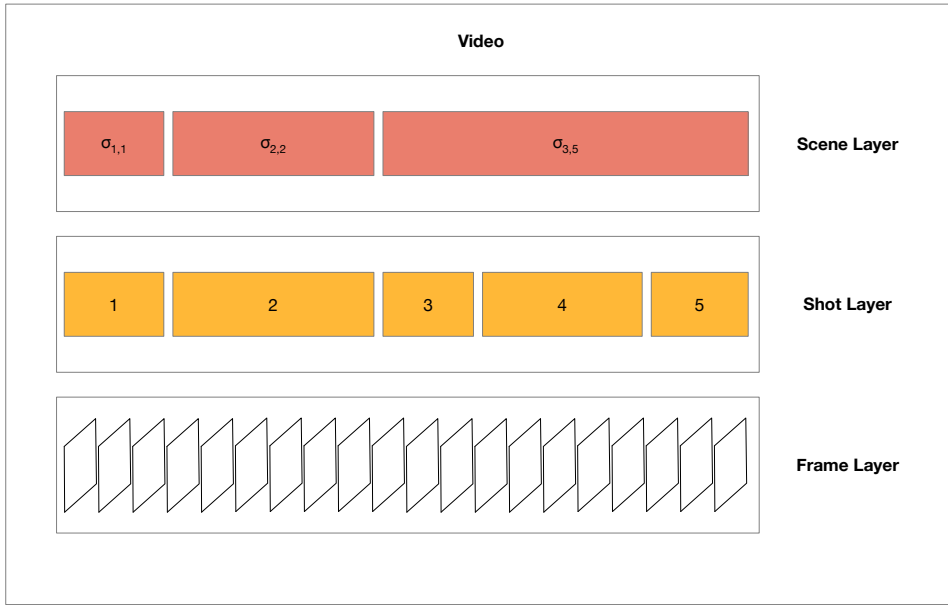 Video
σ1,1
σ2,2
σ3,5
Scene Layer
1
2
3
4
5
Shot Layer
Frame Layer